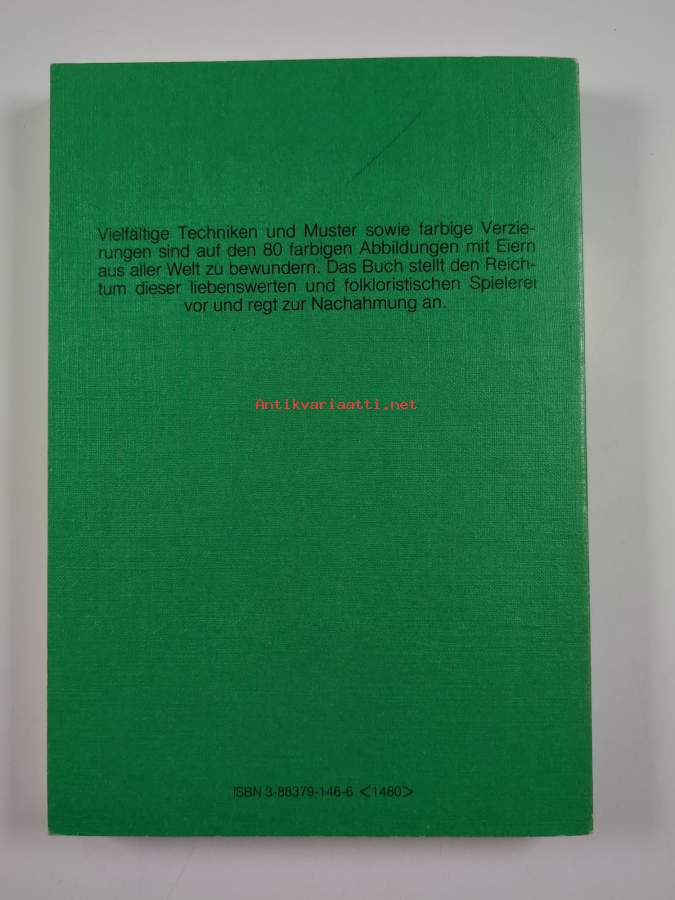 Vielfältige Techniken und Muster sowie farbige Verzie-
rungen sind auf den 80 farbigen Abbildungen mit Eiern
aus aller Welt zu bewundern. Das Buch stellt den Reich-
tum dieser liebenswerten und folkloristischen Spielerei
vor und regt zur Nachahmung an.
Antikvariaatti.net
ISBN 3-88379-146-6 <1480>